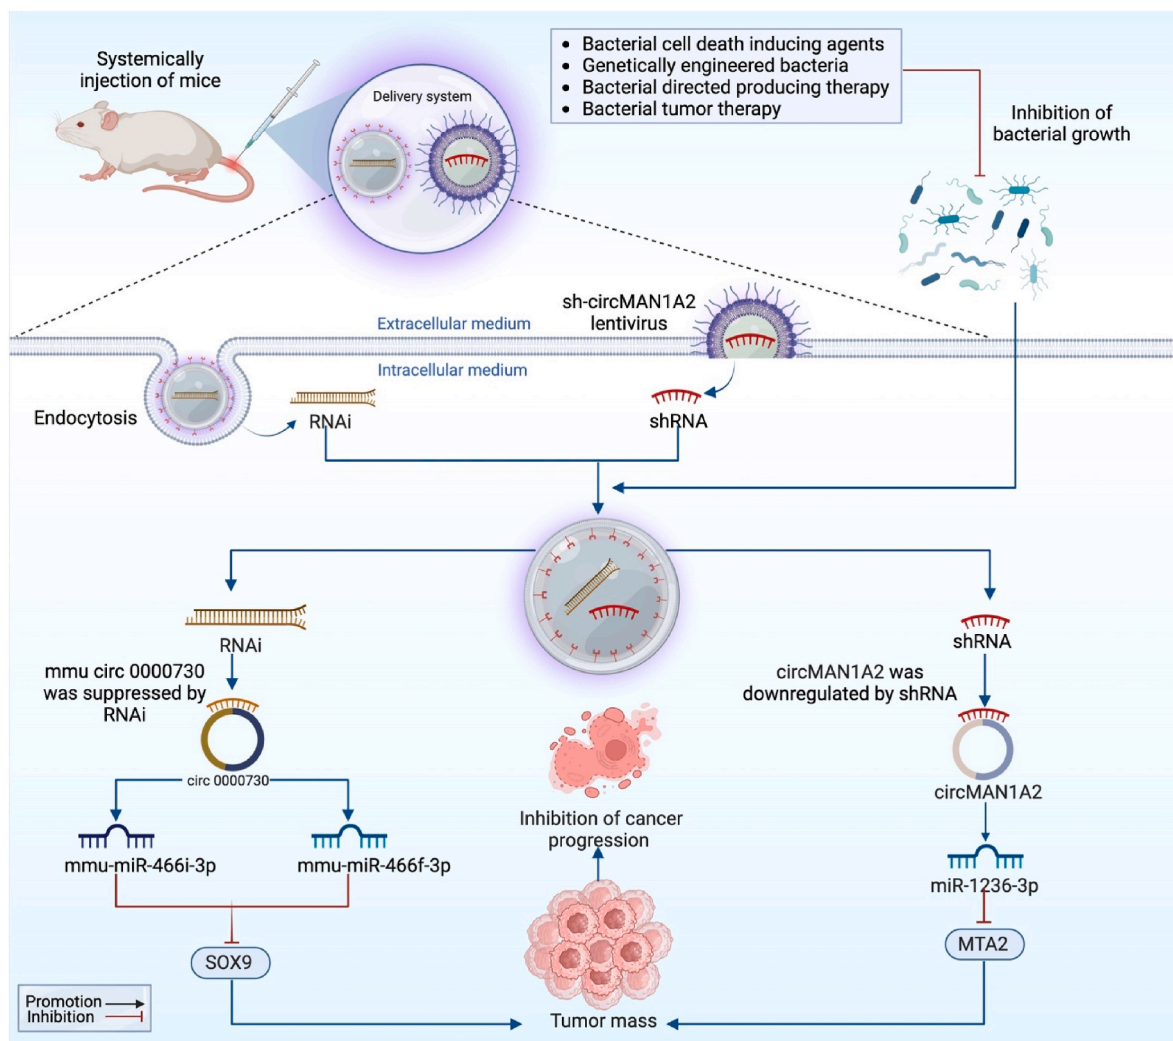 Systemically
injection of mice
Delivery system
• Bacterial cell death inducing agents
• Genetically engineered bacteria
• Bacterial directed producing therapy
• Bacterial tumor therapy
Inhibition of
bacterial growth
sh-circMAN1A2
lentivirus
Extracellular medium
Intracellular medium
Endocytosis
RNAi
shRNA
RNAi
mmu circ 0000730
was suppressed by
RNAi
circ 0000730
mmu-miR-466i-3p
mmu-miR-466f-3p
SOX9
shRNA
circMAN1A2 was
downregulated by shRNA
circMAN1A2
miR-1236-3p
MTA2
Inhibition of cancer
progression
Tumor mass
Promotion
Inhibition